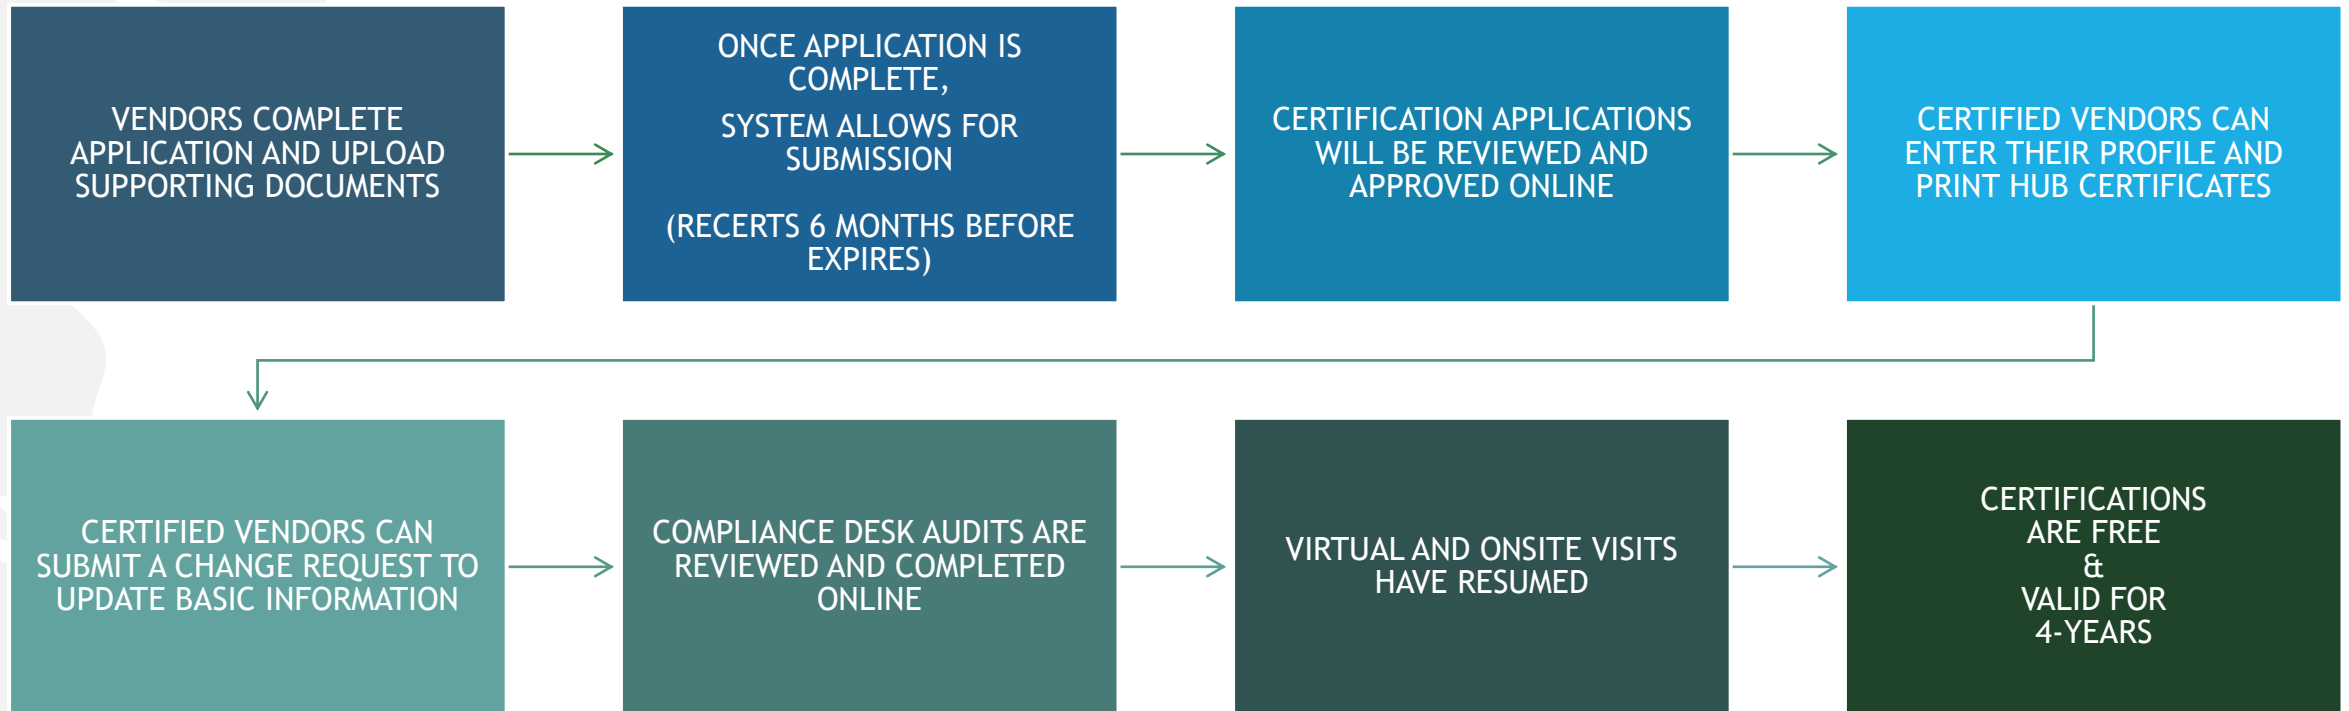 VENDORS COMPLETE
APPLICATION AND UPLOAD
SUPPORTING DOCUMENTS
ONCE APPLICATION IS
COMPLETE,
SYSTEM ALLOWS FOR
SUBMISSION
(RECERTS 6 MONTHS BEFORE
EXPIRES)
CERTIFICATION APPLICATIONS
WILL BE REVIEWED AND
APPROVED ONLINE
CERTIFIED VENDORS CAN
ENTER THEIR PROFILE AND
PRINT HUB CERTIFICATES
CERTIFIED VENDORS CAN
SUBMIT A CHANGE REQUEST TO
UPDATE BASIC INFORMATION
COMPLIANCE DESK AUDITS ARE
REVIEWED AND COMPLETED
ONLINE
VIRTUAL AND ONSITE VISITS
HAVE RESUMED
CERTIFICATIONS
ARE FREE
&
VALID FOR
4-YEARS